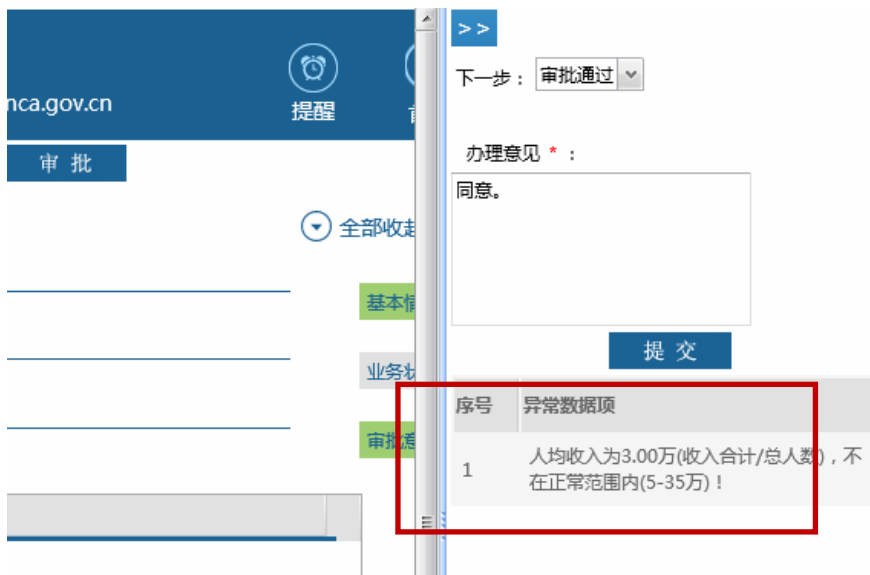 nca.gov.cn
提醒
审 批
全部收起
基本情
业务状
审批意
>>
下一步： 审批通过
办理意见 *：
同意。
提 交
序号 异常数据项
1 人均收入为3.00万(收入合计/总人数)，不
在正常范围内(5-35万)！